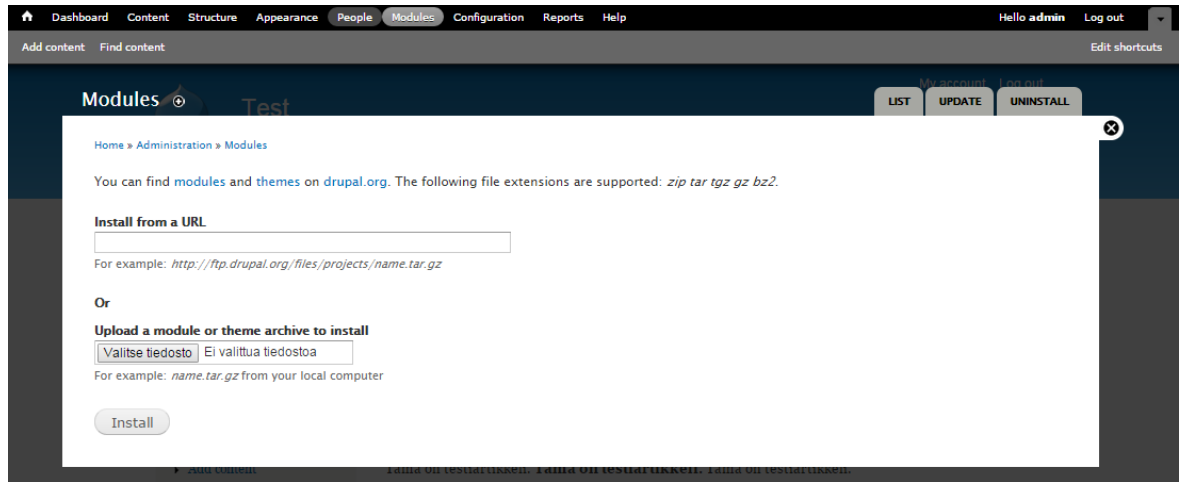 Dashboard Content Structure Appearance People Modules Configuration Reports Help Hello admin Log out
Add content Find content Edit shortcuts
My account Log out
Modules Test LIST UPDATE UNINSTALL
Home » Administration » Modules
You can find modules and themes on drupal.org. The following file extensions are supported: zip tar tgz gz bz2.
Install from a URL
For example: http://ftp.drupal.org/files/projects/name.tar.gz
Or
Upload a module or theme archive to install
Valitse tiedosto Ei valittua tiedostoa
For example: name.tar.gz from your local computer
Install
Add content Tämä on testiartikkeli. Tämä on testiartikkeli. Tämä on testiartikkeli.